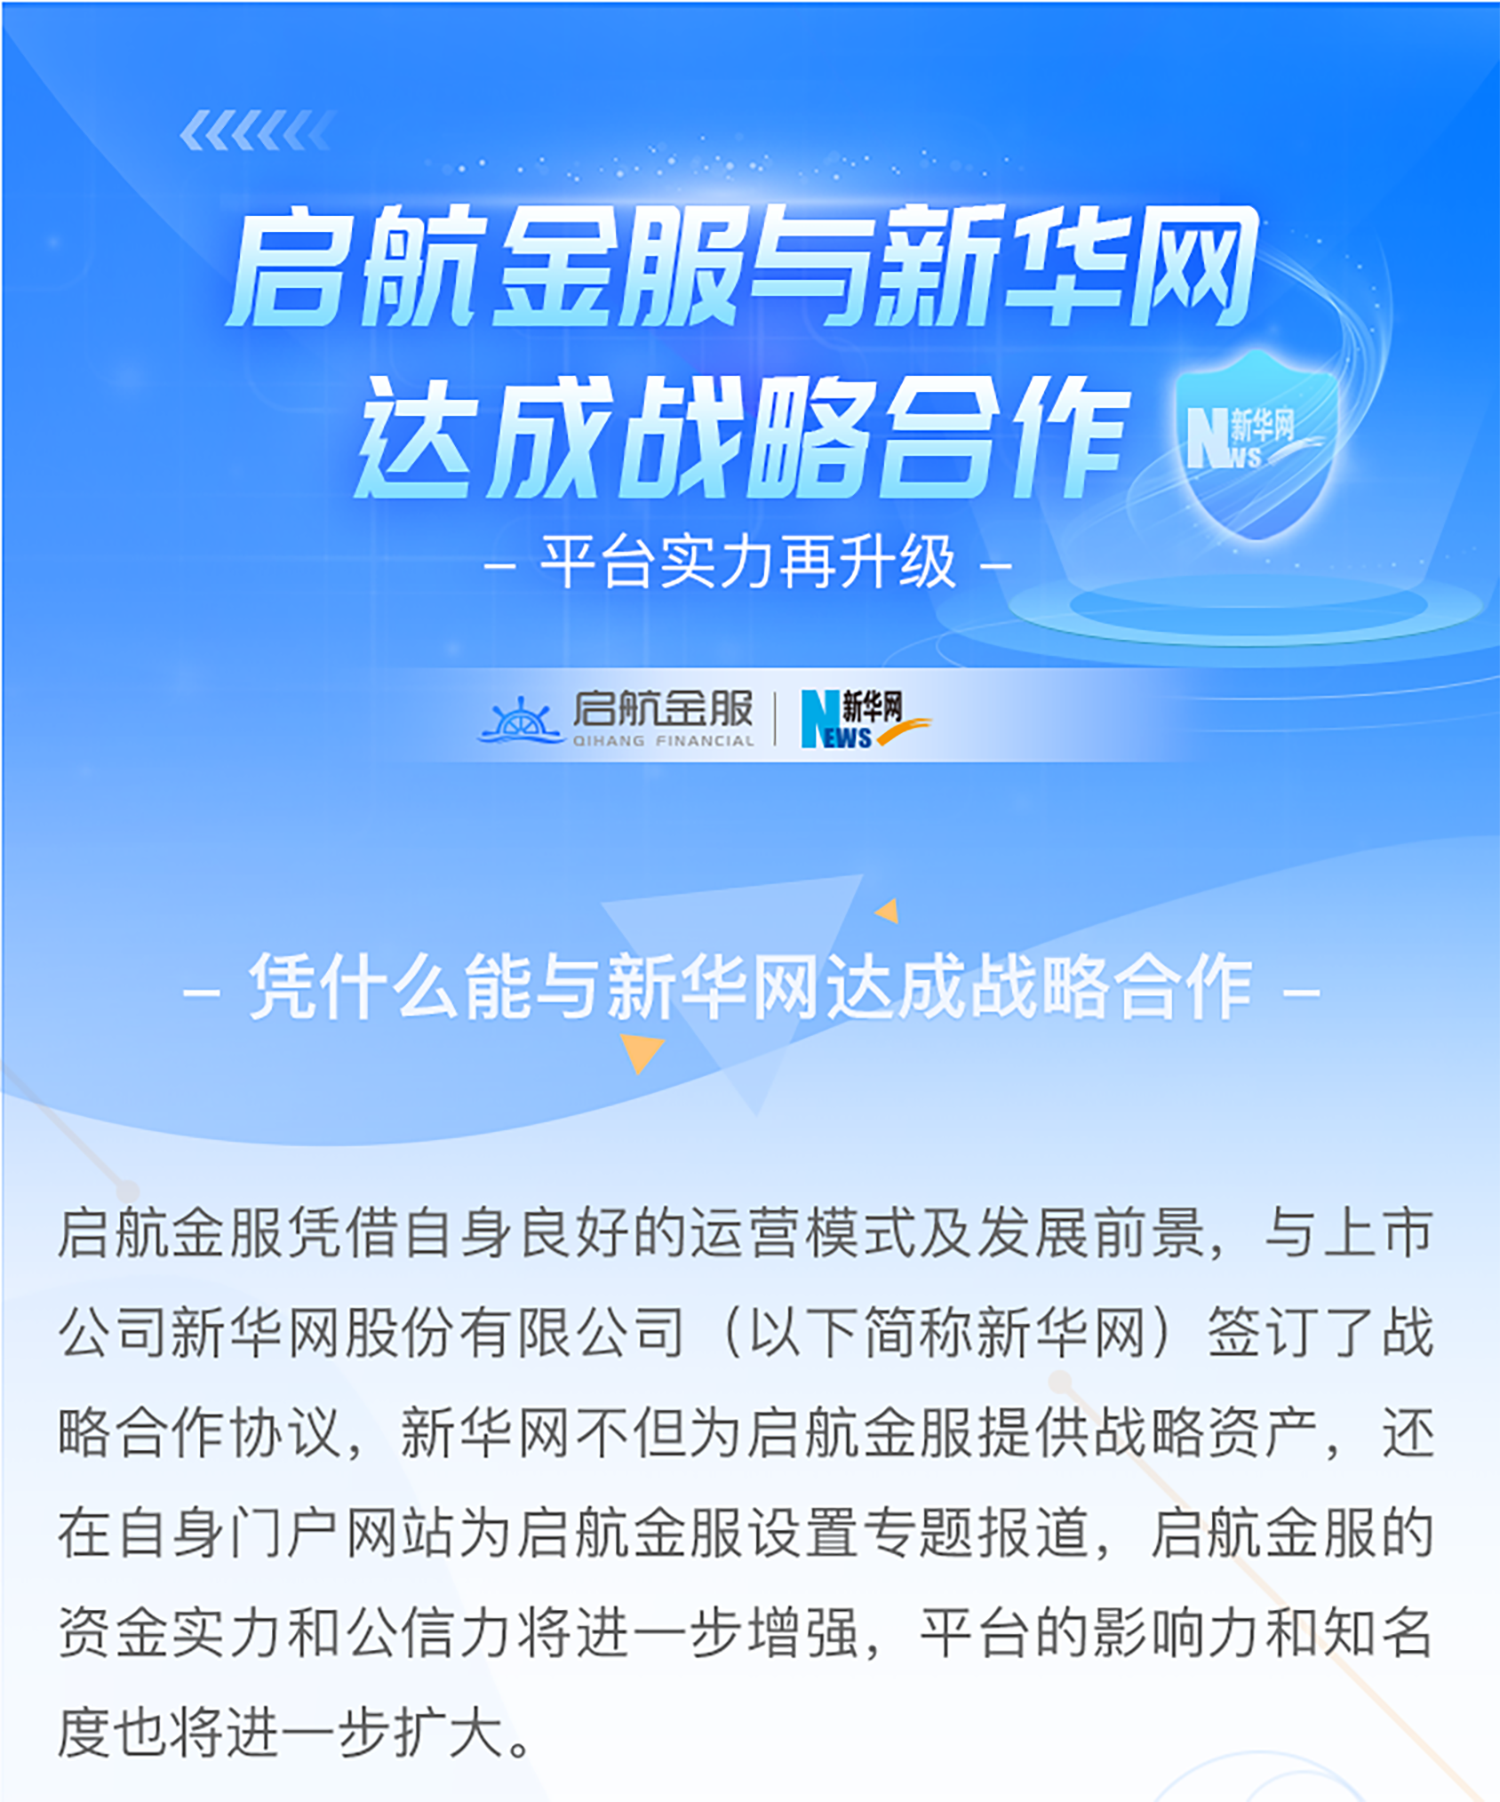 启航金服与新华网
达成战略合作
N新华网
WS
– 平台实力再升级 –
启航金服
QIHANG FINANCIAL
新华网
NEWS
– 凭什么能与新华网达成战略合作 –
启航金服凭借自身良好的运营模式及发展前景，与上市
公司新华网股份有限公司（以下简称新华网）签订了战
略合作协议，新华网不但为启航金服提供战略资产，还
在自身门户网站为启航金服设置专题报道，启航金服的
资金实力和公信力将进一步增强，平台的影响力和知名
度也将进一步扩大。